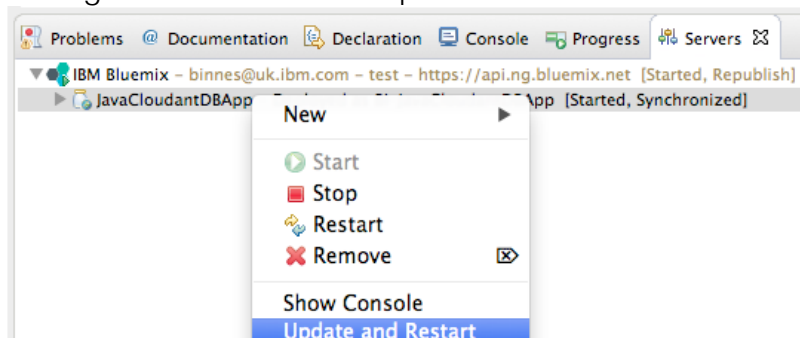 Problems @ Documentation Declaration Console Progress Servers
IBM Bluemix – binnes@uk.ibm.com – test – https://api.ng.bluemix.net [Started, Republish]
JavaCloudantDBApp App [Started, Synchronized]
New
Start
Stop
Restart
Remove
Show Console
Update and Restart